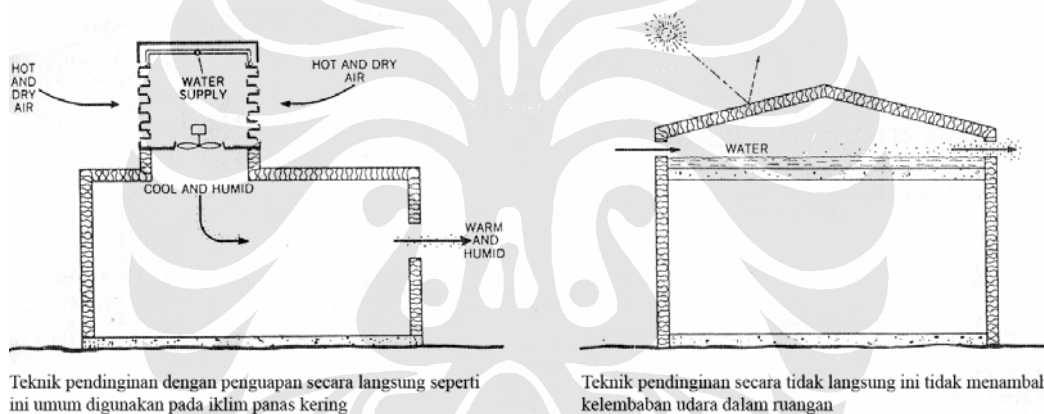 HOT
AND
DRY
AIR
WATER
SUPPLY
HOT AND DRY
AIR
COOL AND HUMID
WARM
AND
HUMID
Teknik pendinginan dengan penguapan secara langsung seperti
ini umum digunakan pada iklim panas kering
WATER
Teknik pendinginan secara tidak langsung ini tidak menambah
kelembaban udara dalam ruangan